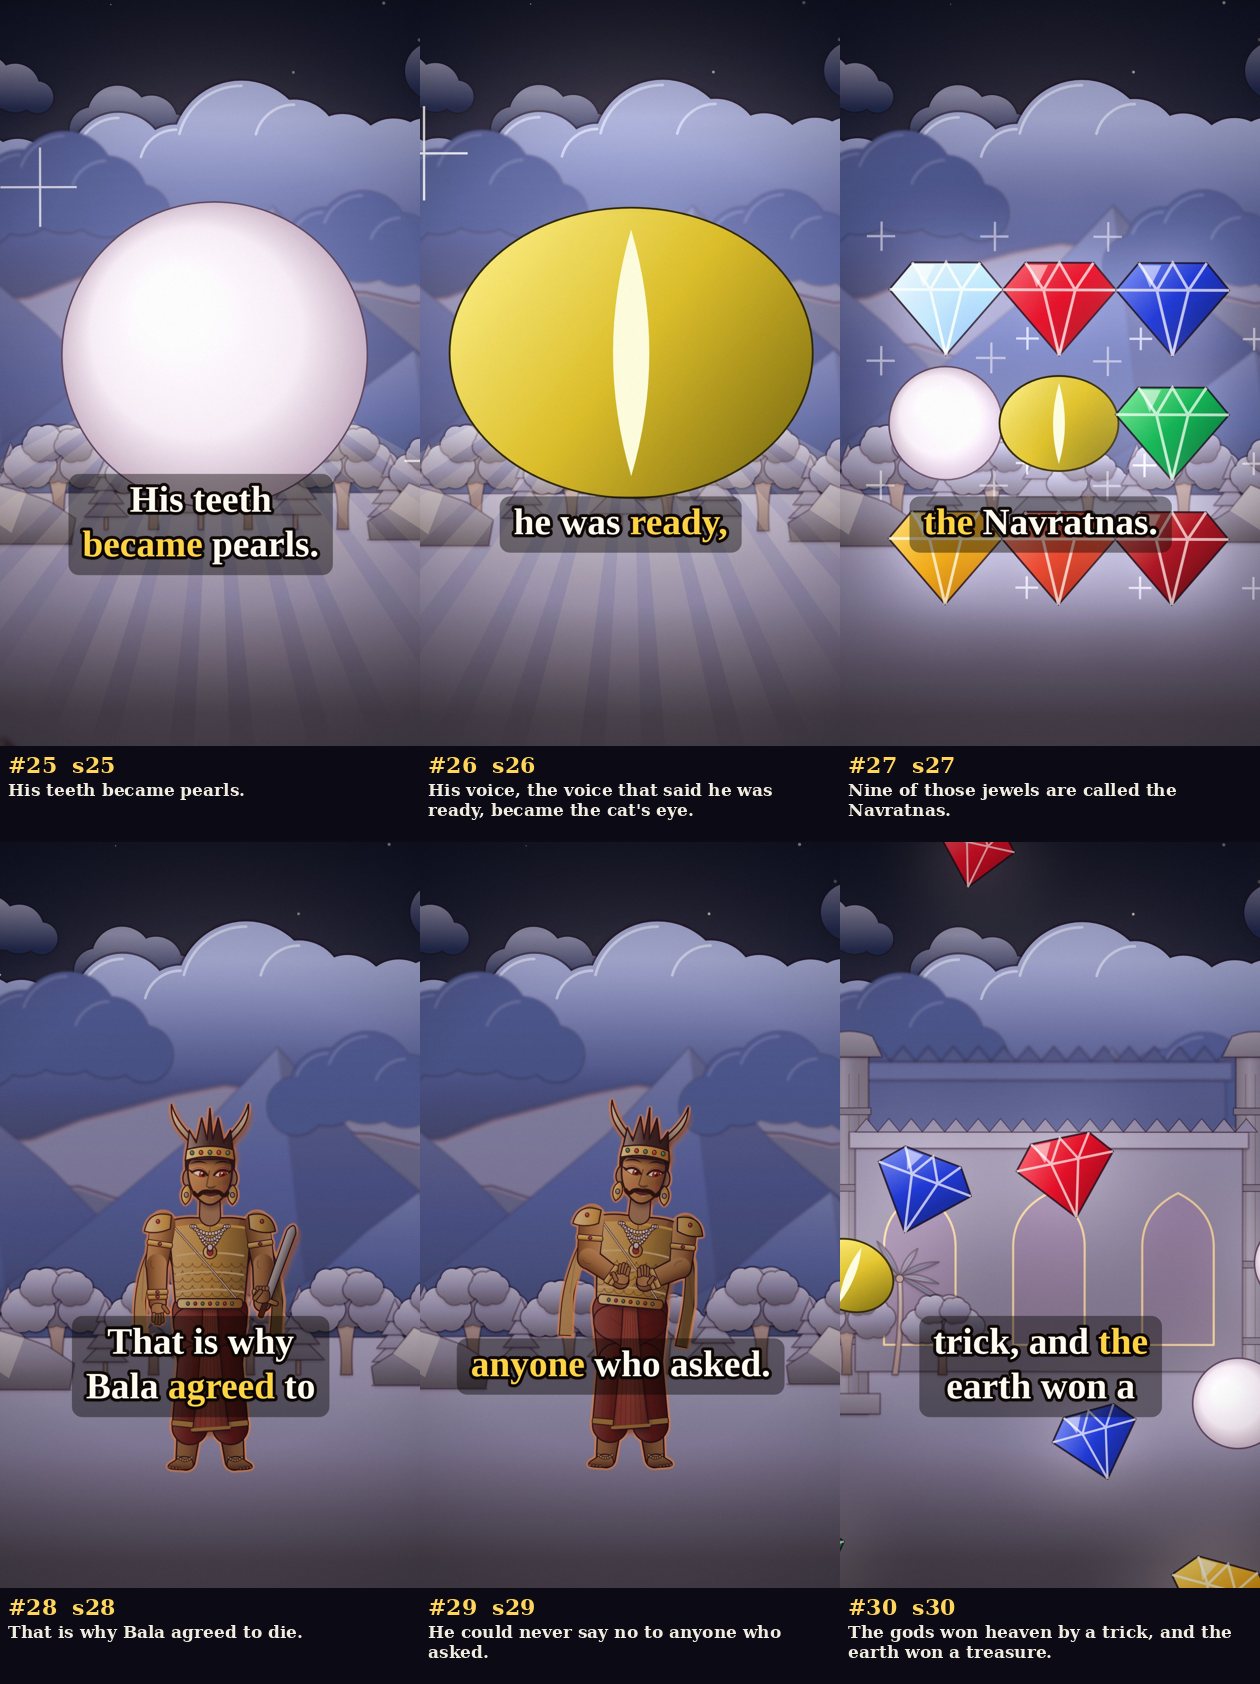 His teeth
became pearls.
he was ready,
the Navratnas.
#25 s25
His teeth became pearls.
#26 s26
His voice, the voice that said he was
ready, became the cat's eye.
#27 s27
Nine of those jewels are called the
Navratnas.
That is why
Bala agreed to
anyone who asked.
trick, and the
earth won a
#28 s28
That is why Bala agreed to die.
#29 s29
He could never say no to anyone who
asked.
#30 s30
The gods won heaven by a trick, and the
earth won a treasure.